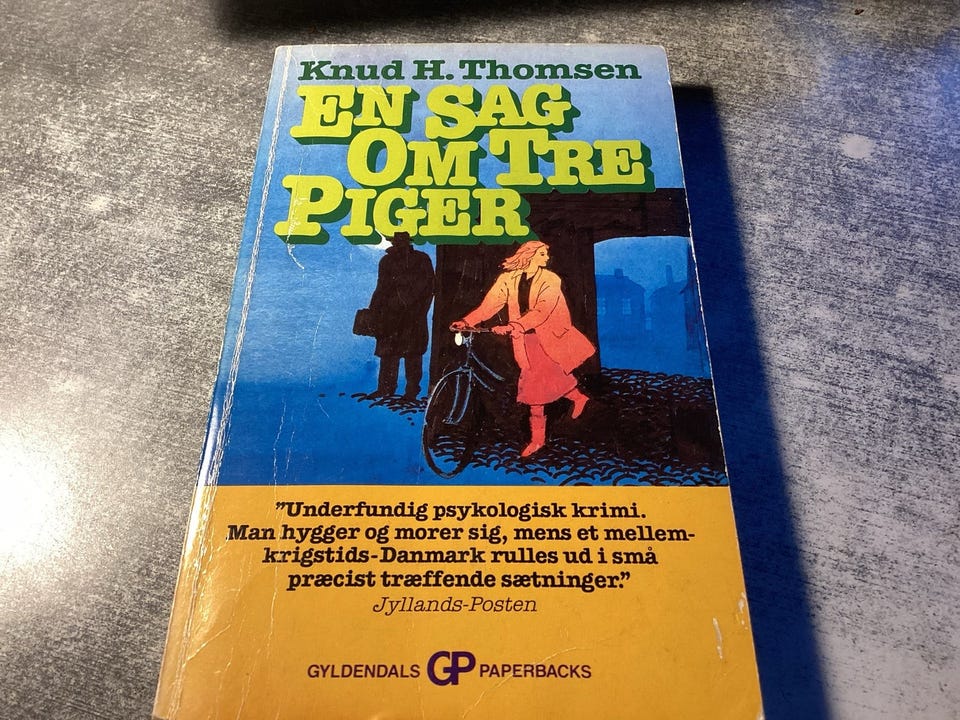 Knud H. Thomsen
EN SAG
OM TRE
PIGER
"Underfundig psykologisk krimi.
Man hygger og morer sig, mens et mellem-
krigstids-Danmark rulles ud i små
præcist træffende sætninger."
Jyllands-Posten
GYLDENDALS GP PAPERBACKS